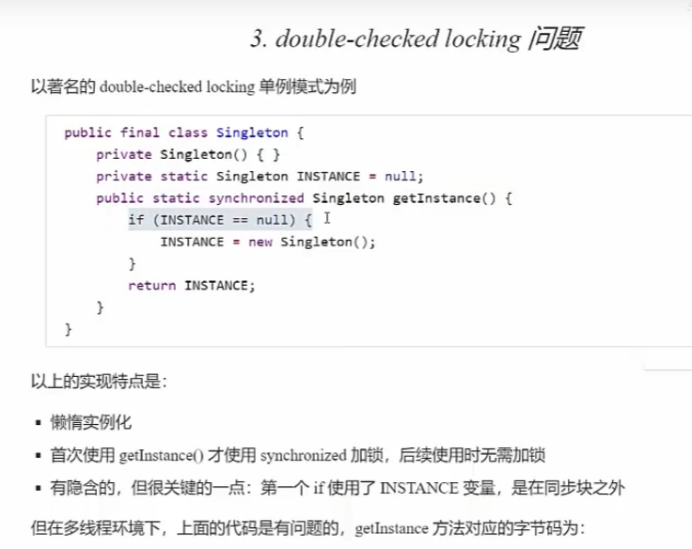 3. double-checked locking 问题
以著名的 double-checked locking 单例模式为例
public final class Singleton {
private Singleton() { }
private static Singleton INSTANCE = null;
public static synchronized Singleton getInstance() {
if (INSTANCE == null) {
INSTANCE = new Singleton();
}
return INSTANCE;
}
}
以上的实现特点是：
▪ 懒惰实例化
▪ 首次使用 getInstance() 才使用 synchronized 加锁，后续使用时无需加锁
▪ 有隐含的，但很关键的一点：第一个 if 使用了 INSTANCE 变量，是在同步块之外
但在多线程环境下，上面的代码是有问题的，getInstance 方法对应的字节码为：